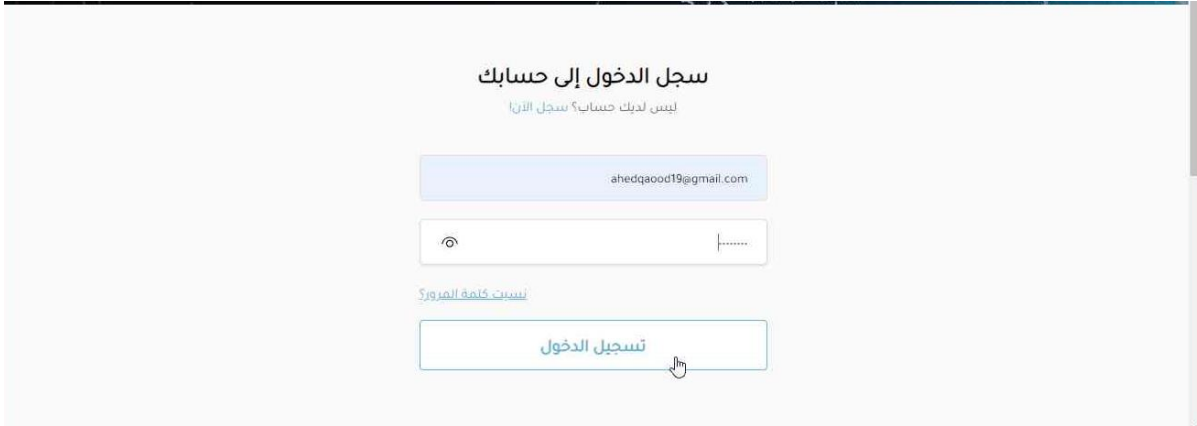 سجل الدخول إلى حسابك
ليس لديك حساب؟ سجل الآن!
ahedqaood19@gmail.com
نسيت كلمة المرور؟
تسجيل الدخول